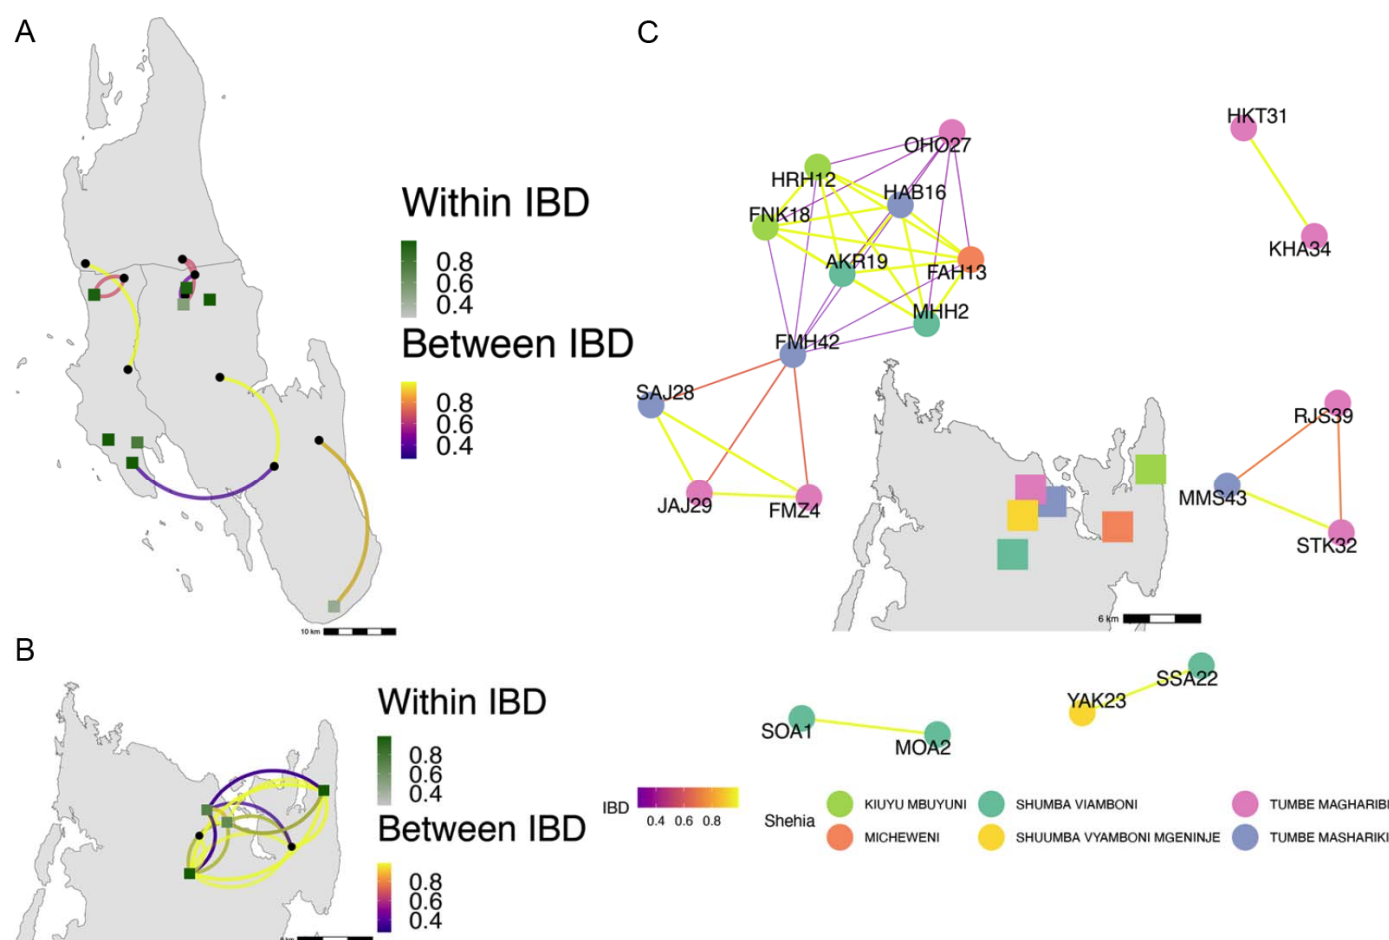 A
Within IBD
0.8
0.6
0.4
Between IBD
0.8
0.6
0.4
10 km
B
Within IBD
0.8
0.6
0.4
Between IBD
0.8
0.6
0.4
C
OHO27
HRH12
HAB16
FNK18
AKR19
FAH13
MHH2
FMH42
SAJ28
JAJ29
FMZ4
HKT31
KHA34
RJS39
MMS43
STK32
6 km
SSA22
YAK23
SOA1
MOA2
IBD
0.4 0.6 0.8
Shehia
KIUYU MBUYUNI
SHUMBA VIAMBONI
TUMBE MAGHARIBI
MICHEWENI
SHUUMBA VYAMBONI MGENINJE
TUMBE MASHARIKI